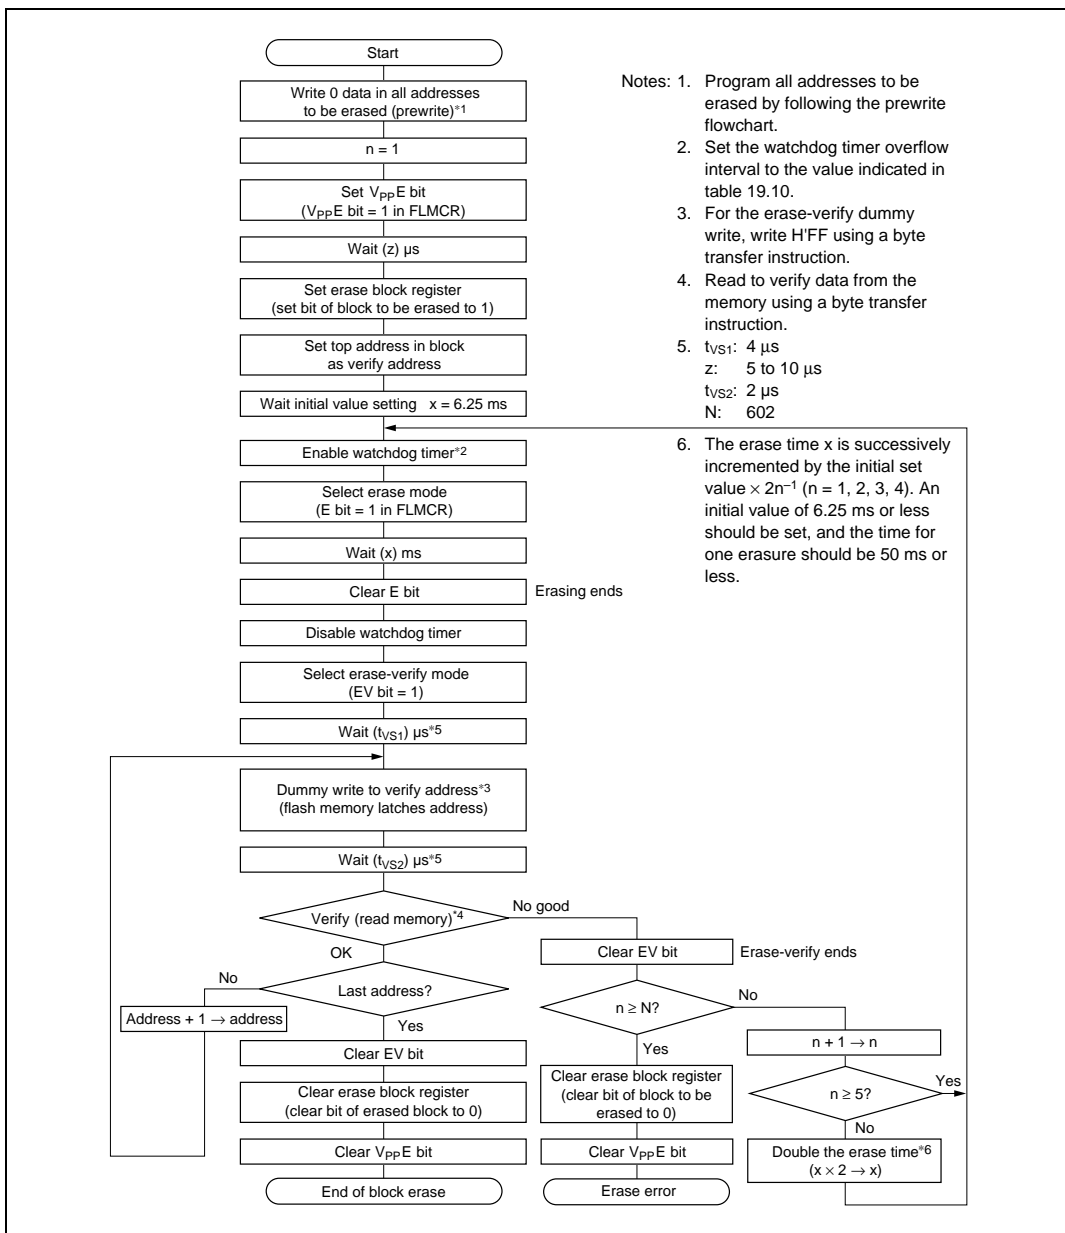 Start
Write 0 data in all addresses
to be erased (prewrite)*1
n = 1
Set VPPE bit
(VPPE bit = 1 in FLMCR)
Wait (z) µs
Set erase block register
(set bit of block to be erased to 1)
Set top address in block
as verify address
Wait initial value setting x = 6.25 ms
Enable watchdog timer*2
Select erase mode
(E bit = 1 in FLMCR)
Wait (x) ms
Clear E bit
Erasing ends
Disable watchdog timer
Select erase-verify mode
(EV bit = 1)
Wait (tVS1) µs*5
Dummy write to verify address*3
(flash memory latches address)
Wait (tVS2) µs*5
Verify (read memory)*4
No good
OK
Last address?
No
Address + 1 → address
Yes
Clear EV bit
Clear erase block register
(clear bit of erased block to 0)
Clear VPPE bit
End of block erase
Clear EV bit
Erase-verify ends
n ≥ N?
No
Yes
Clear erase block register
(clear bit of block to be
erased to 0)
Clear VPPE bit
Erase error
n + 1 → n
n ≥ 5?
Yes
No
Double the erase time*6
(x × 2 → x)
Notes: 1. Program all addresses to be
erased by following the prewrite
flowchart.
2. Set the watchdog timer overflow
interval to the value indicated in
table 19.10.
3. For the erase-verify dummy
write, write H'FF using a byte
transfer instruction.
4. Read to verify data from the
memory using a byte transfer
instruction.
5. tVS1: 4 µs
z: 5 to 10 µs
tVS2: 2 µs
N: 602
6. The erase time x is successively
incremented by the initial set
value × 2n–1 (n = 1, 2, 3, 4). An
initial value of 6.25 ms or less
should be set, and the time for
one erasure should be 50 ms or
less.